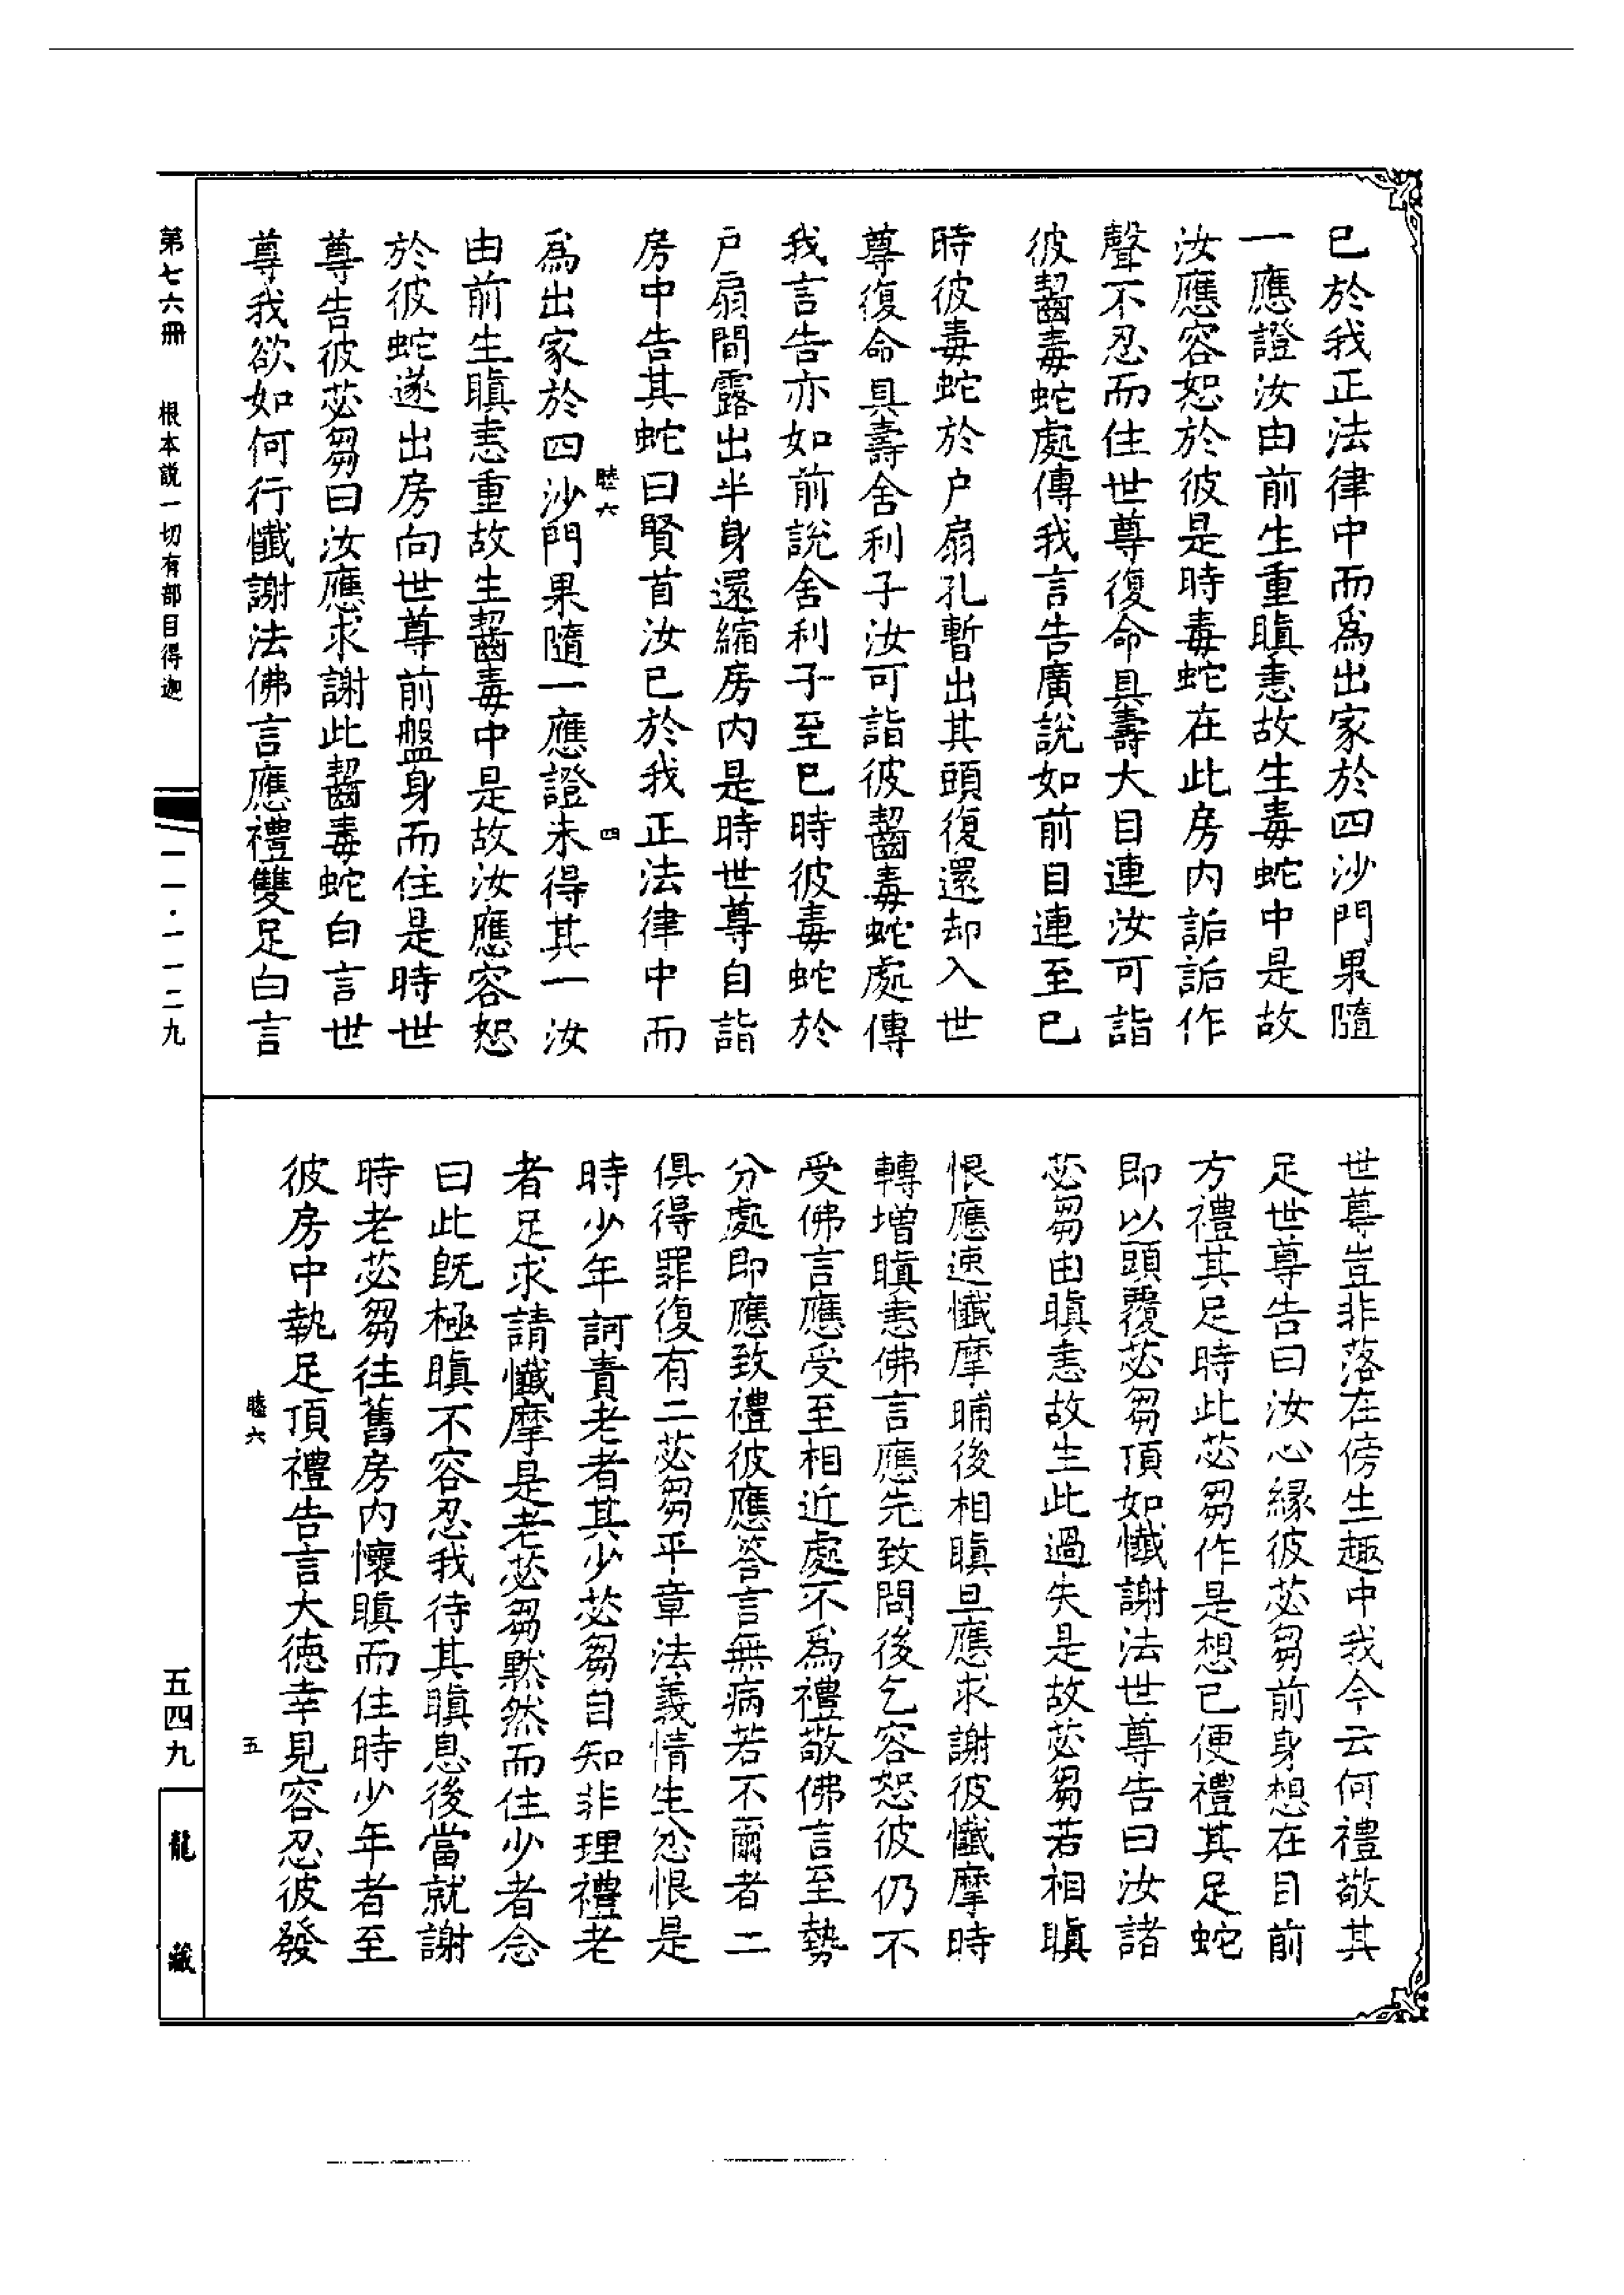 已於我正法律中而為出家於四沙門果隨
一應證汝由前生重瞋恚故生毒蛇中是故
汝應容恕於彼是時毒蛇在此房內詬詬作
聲不忍而住世尊復命具壽大目連汝可詣
彼齧毒蛇處傳我言告廣說如前目連至已
時彼毒蛇於户扇孔暫出其頭復還却入世
尊復命具壽舍利子汝可詣彼齧毒蛇處傳
我言告亦如前說舍利子至已時彼毒蛇於
户扇間露出半身還縮房內是時世尊自詣
房中告其蛇曰賢首汝已於我正法律中而
睦六 四
為出家於四沙門果隨一應證未得其一汝
由前生瞋恚重故生齧毒中是故汝應容恕
於彼蛇遂出房向世尊前盤身而住是時世
尊告彼苾芻曰汝應求謝此齧毒蛇白言世
尊我欲如何行懺謝法佛言應禮雙足白言
世尊豈非落在傍生趣中我今云何禮敬其
足世尊告曰汝心緣彼苾芻前身想在目前
方禮其足時此苾芻作是想已便禮其足蛇
即以頭覆苾芻頂如懺謝法世尊告曰汝諸
苾芻由瞋恚故生此過失是故苾芻若相瞋
恨應速懺摩晡後相瞋旦應求謝彼懺摩時
轉增瞋恚佛言應先致問後乞容恕彼仍不
受佛言應受至相近處不為禮敬佛言至勢
分處即應致禮彼應答言無病若不爾者二
俱得罪復有二苾芻平章法義情生忿恨是
時少年訶責老者其少苾芻自知非理禮老
者足求請懺摩是老苾芻默然而住少者念
曰此既極瞋不容忍我待其瞋息後當就謝
時老苾芻往舊房內懷瞋而住時少年者至
彼房中執足頂禮告言大德幸見容忍彼發
睦六 五
第七六冊 根本說一切有部目得迦
一一·一一二九
五四九
龍藏